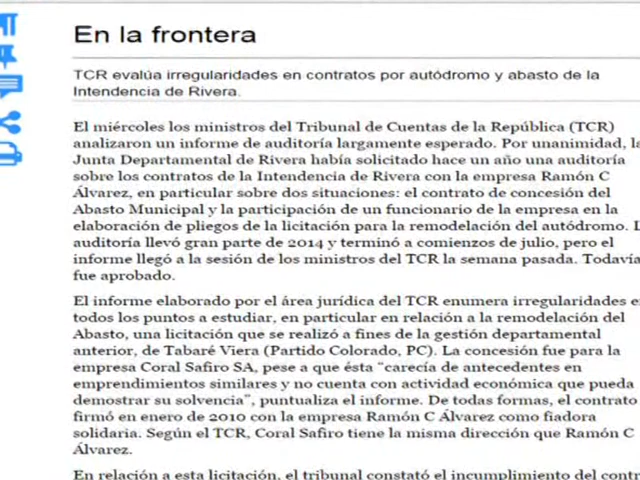 En la frontera
TCR evalúa irregularidades en contratos por autódromo y abasto de la
Intendencia de Rivera.
El miércoles los ministros del Tribunal de Cuentas de la República (TCR)
analizaron un informe de auditoría largamente esperado. Por unanimidad, la
Junta Departamental de Rivera había solicitado hace un año una auditoría
sobre los contratos de la Intendencia de Rivera con la empresa Ramón C
Álvarez, en particular sobre dos situaciones: el contrato de concesión del
Abasto Municipal y la participación de un funcionario de la empresa en la
elaboración de pliegos de la licitación para la remodelación del autódromo.
auditoría llevó gran parte de 2014 y terminó a comienzos de julio, pero el
informe llegó a la sesión de los ministros del TCR la semana pasada. Todavía
fue aprobado.
El informe elaborado por el área jurídica del TCR enumera irregularidades
todos los puntos a estudiar, en particular en relación a la remodelación del
Abasto, una licitación que se realizó a fines de la gestión departamental
anterior, de Tabaré Viera (Partido Colorado, PC). La concesión fue para la
empresa Coral Safiro SA, pese a que ésta “carecía de antecedentes en
emprendimientos similares y no cuenta con actividad económica que pueda
demostrar su solvencia”, puntualiza el informe. De todas formas, el contrato
firmó en enero de 2010 con la empresa Ramón C Álvarez como fiadora
solidaria. Según el TCR, Coral Safiro tiene la misma dirección que Ramón C
Álvarez.
En relación a esta licitación, el tribunal constató el incumplimiento del